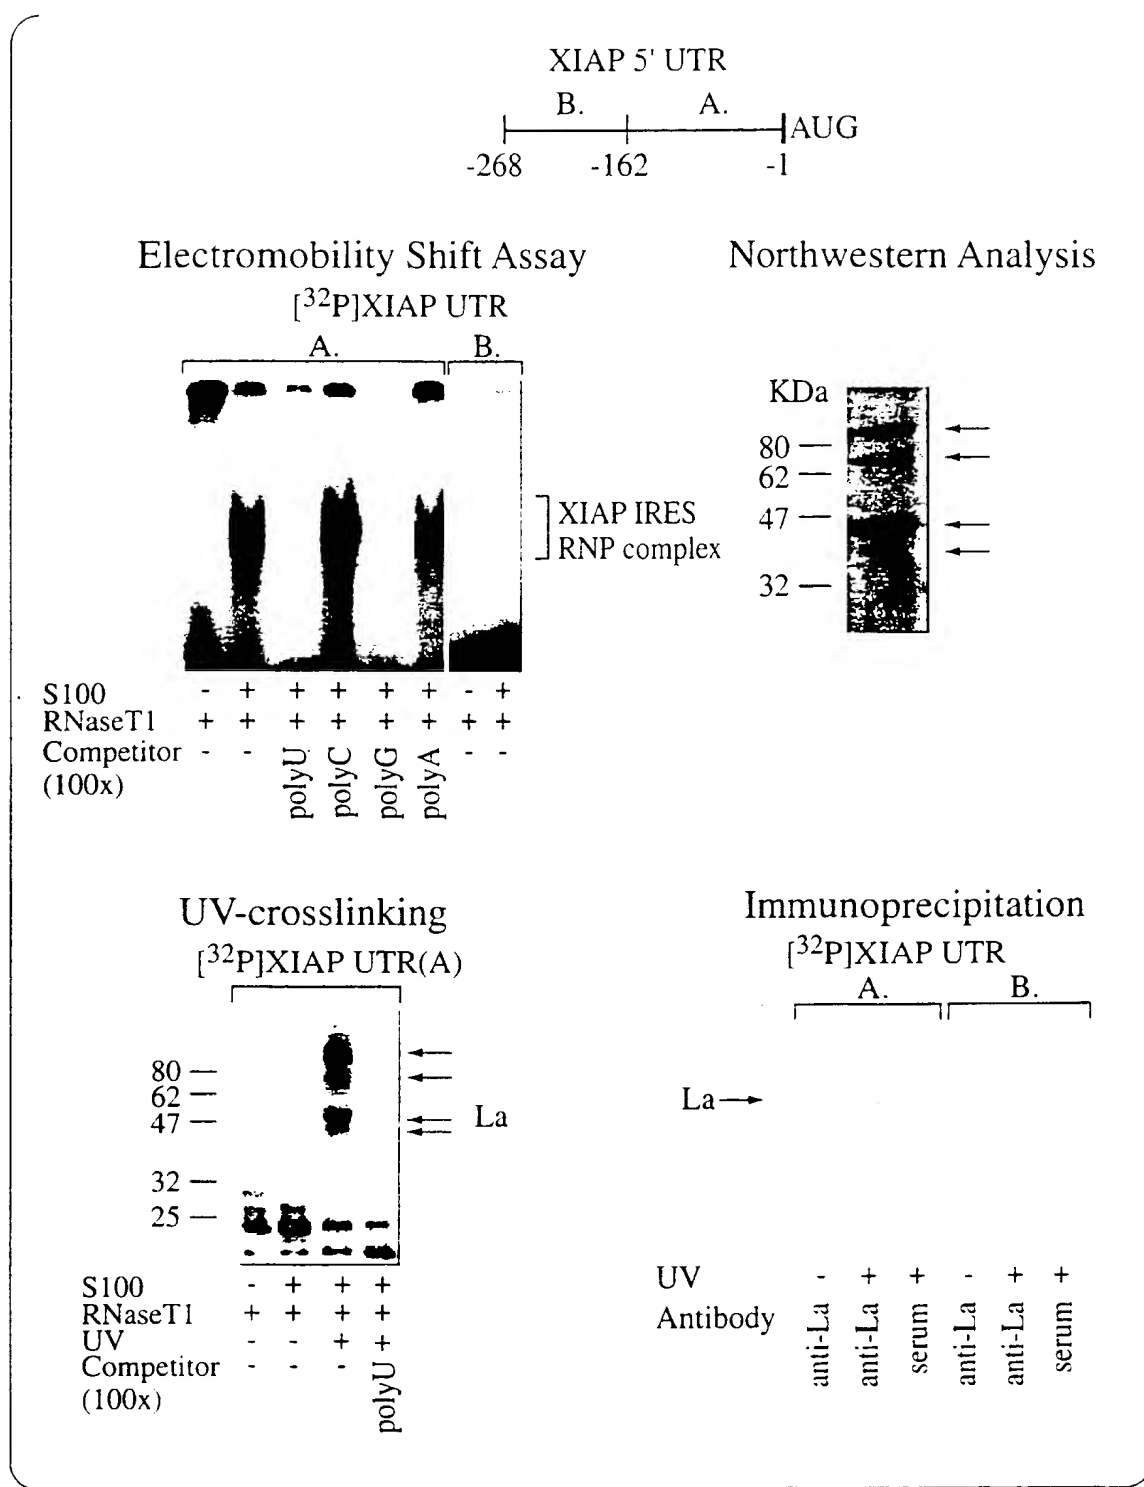 XIAP 5' UTR
B. A.
AUG
-268 -162 -1
Electromobility Shift Assay
[32P]XIAP UTR
A. B.
XIAP IRES
RNP complex
S100 - + + + + + - +
RNaseT1 + + + + + + + +
Competitor - - polyU polyC polyG polyA - -
(100x)
Northwestern Analysis
KDa
80
62
47
32
UV-crosslinking
[32P]XIAP UTR(A)
80
62
47
La
32
25
S100 - + + +
RNaseT1 + + + +
UV - - + +
Competitor - - - polyU
(100x)
Immunoprecipitation
[32P]XIAP UTR
A. B.
La
UV - + + - + +
Antibody anti-La anti-La serum anti-La anti-La serum